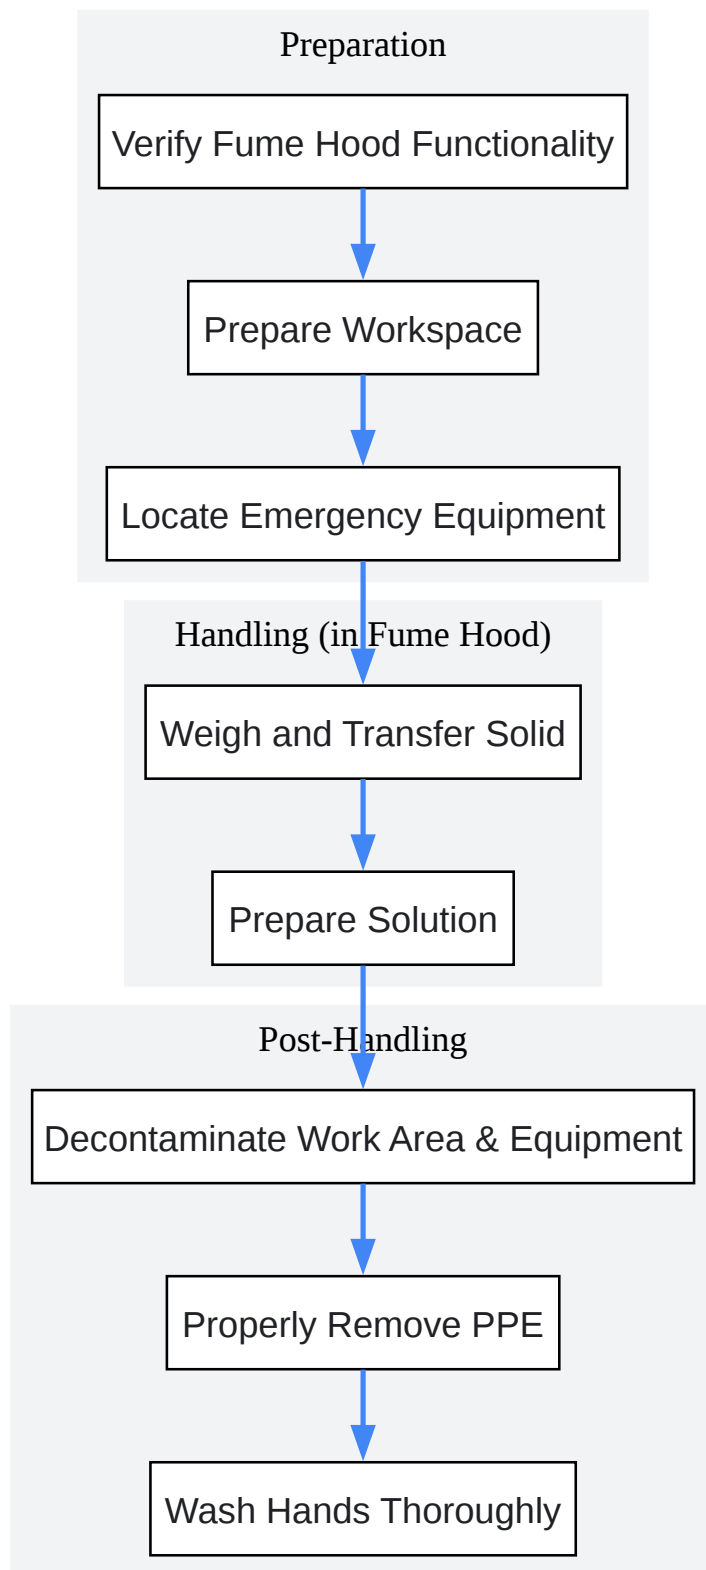 Preparation
Verify Fume Hood Functionality
Prepare Workspace
Locate Emergency Equipment
Handling (in Fume Hood)
Weigh and Transfer Solid
Prepare Solution
Post-Handling
Decontaminate Work Area & Equipment
Properly Remove PPE
Wash Hands Thoroughly